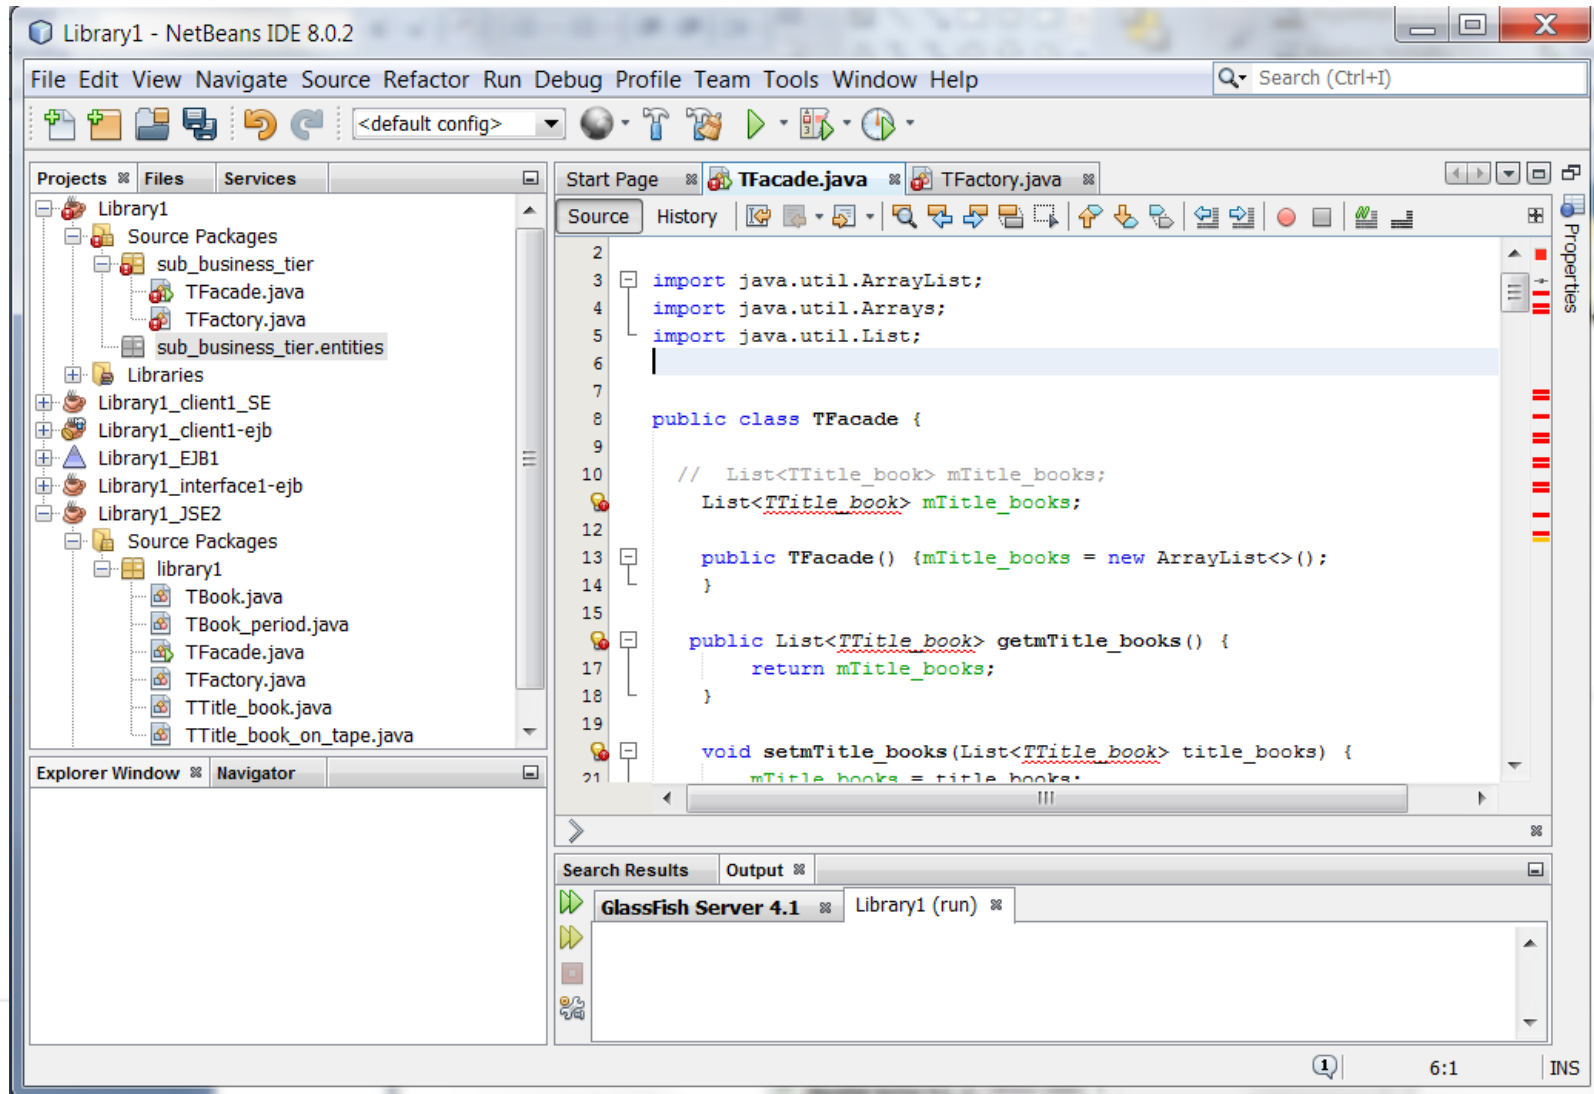 Library1 - NetBeans IDE 8.0.2
File Edit View Navigate Source Refactor Run Debug Profile Team Tools Window Help
Search (Ctrl+I)
<default config>
Projects Files Services
Library1
Source Packages
sub_business_tier
TFacade.java
TFactory.java
sub_business_tier.entities
Libraries
Library1_client1_SE
Library1_client1-ejb
Library1_EJB1
Library1_interface1-ejb
Library1_JSE2
Source Packages
library1
TBook.java
TBook_period.java
TFacade.java
TFactory.java
TTitle_book.java
TTitle_book_on_tape.java
Explorer Window Navigator
Start Page TFacade.java TFactory.java
Source History
Properties
2
3 import java.util.ArrayList;
4 import java.util.Arrays;
5 import java.util.List;
6
7
8 public class TFacade {
9
10 // List<TTitle_book> mTitle_books;
List<TTitle_book> mTitle_books;
12
13 public TFacade() {mTitle_books = new ArrayList<>();
14 }
15
public List<TTitle_book> getmTitle_books() {
17 return mTitle_books;
18 }
19
void setmTitle_books(List<TTitle_book> title_books) {
21 mTitle_books = title_books;
Search Results Output
GlassFish Server 4.1 Library1 (run)
1 6:1 INS